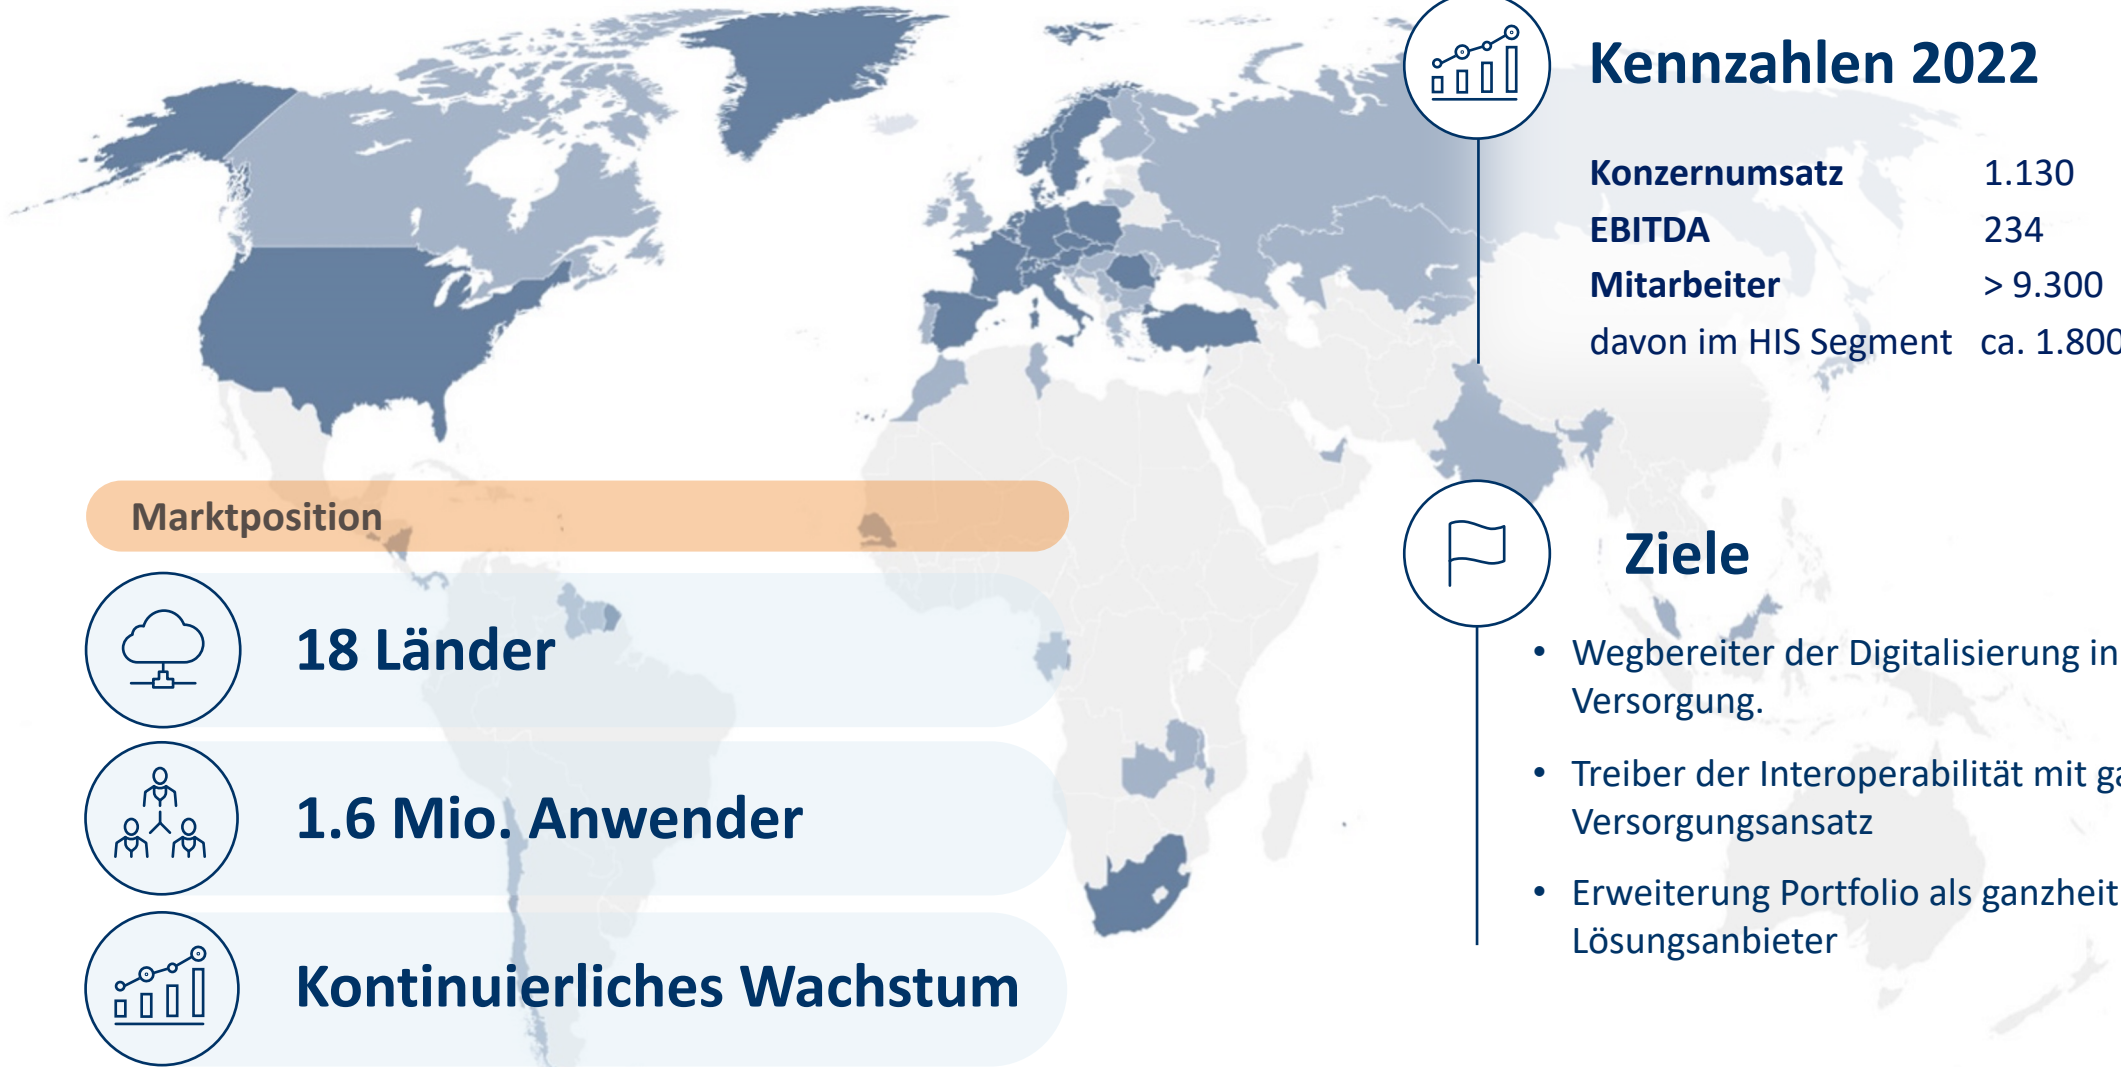 Kennzahlen 2022
Konzernumsatz 1.130
EBITDA 234
Mitarbeiter > 9.300
davon im HIS Segment ca. 1.800
Marktposition
18 Länder
1.6 Mio. Anwender
Kontinuierliches Wachstum
Ziele
• Wegbereiter der Digitalisierung in
Versorgung.
• Treiber der Interoperabilität mit
Versorgungsansatz
• Erweiterung Portfolio als
Lösungsanbieter